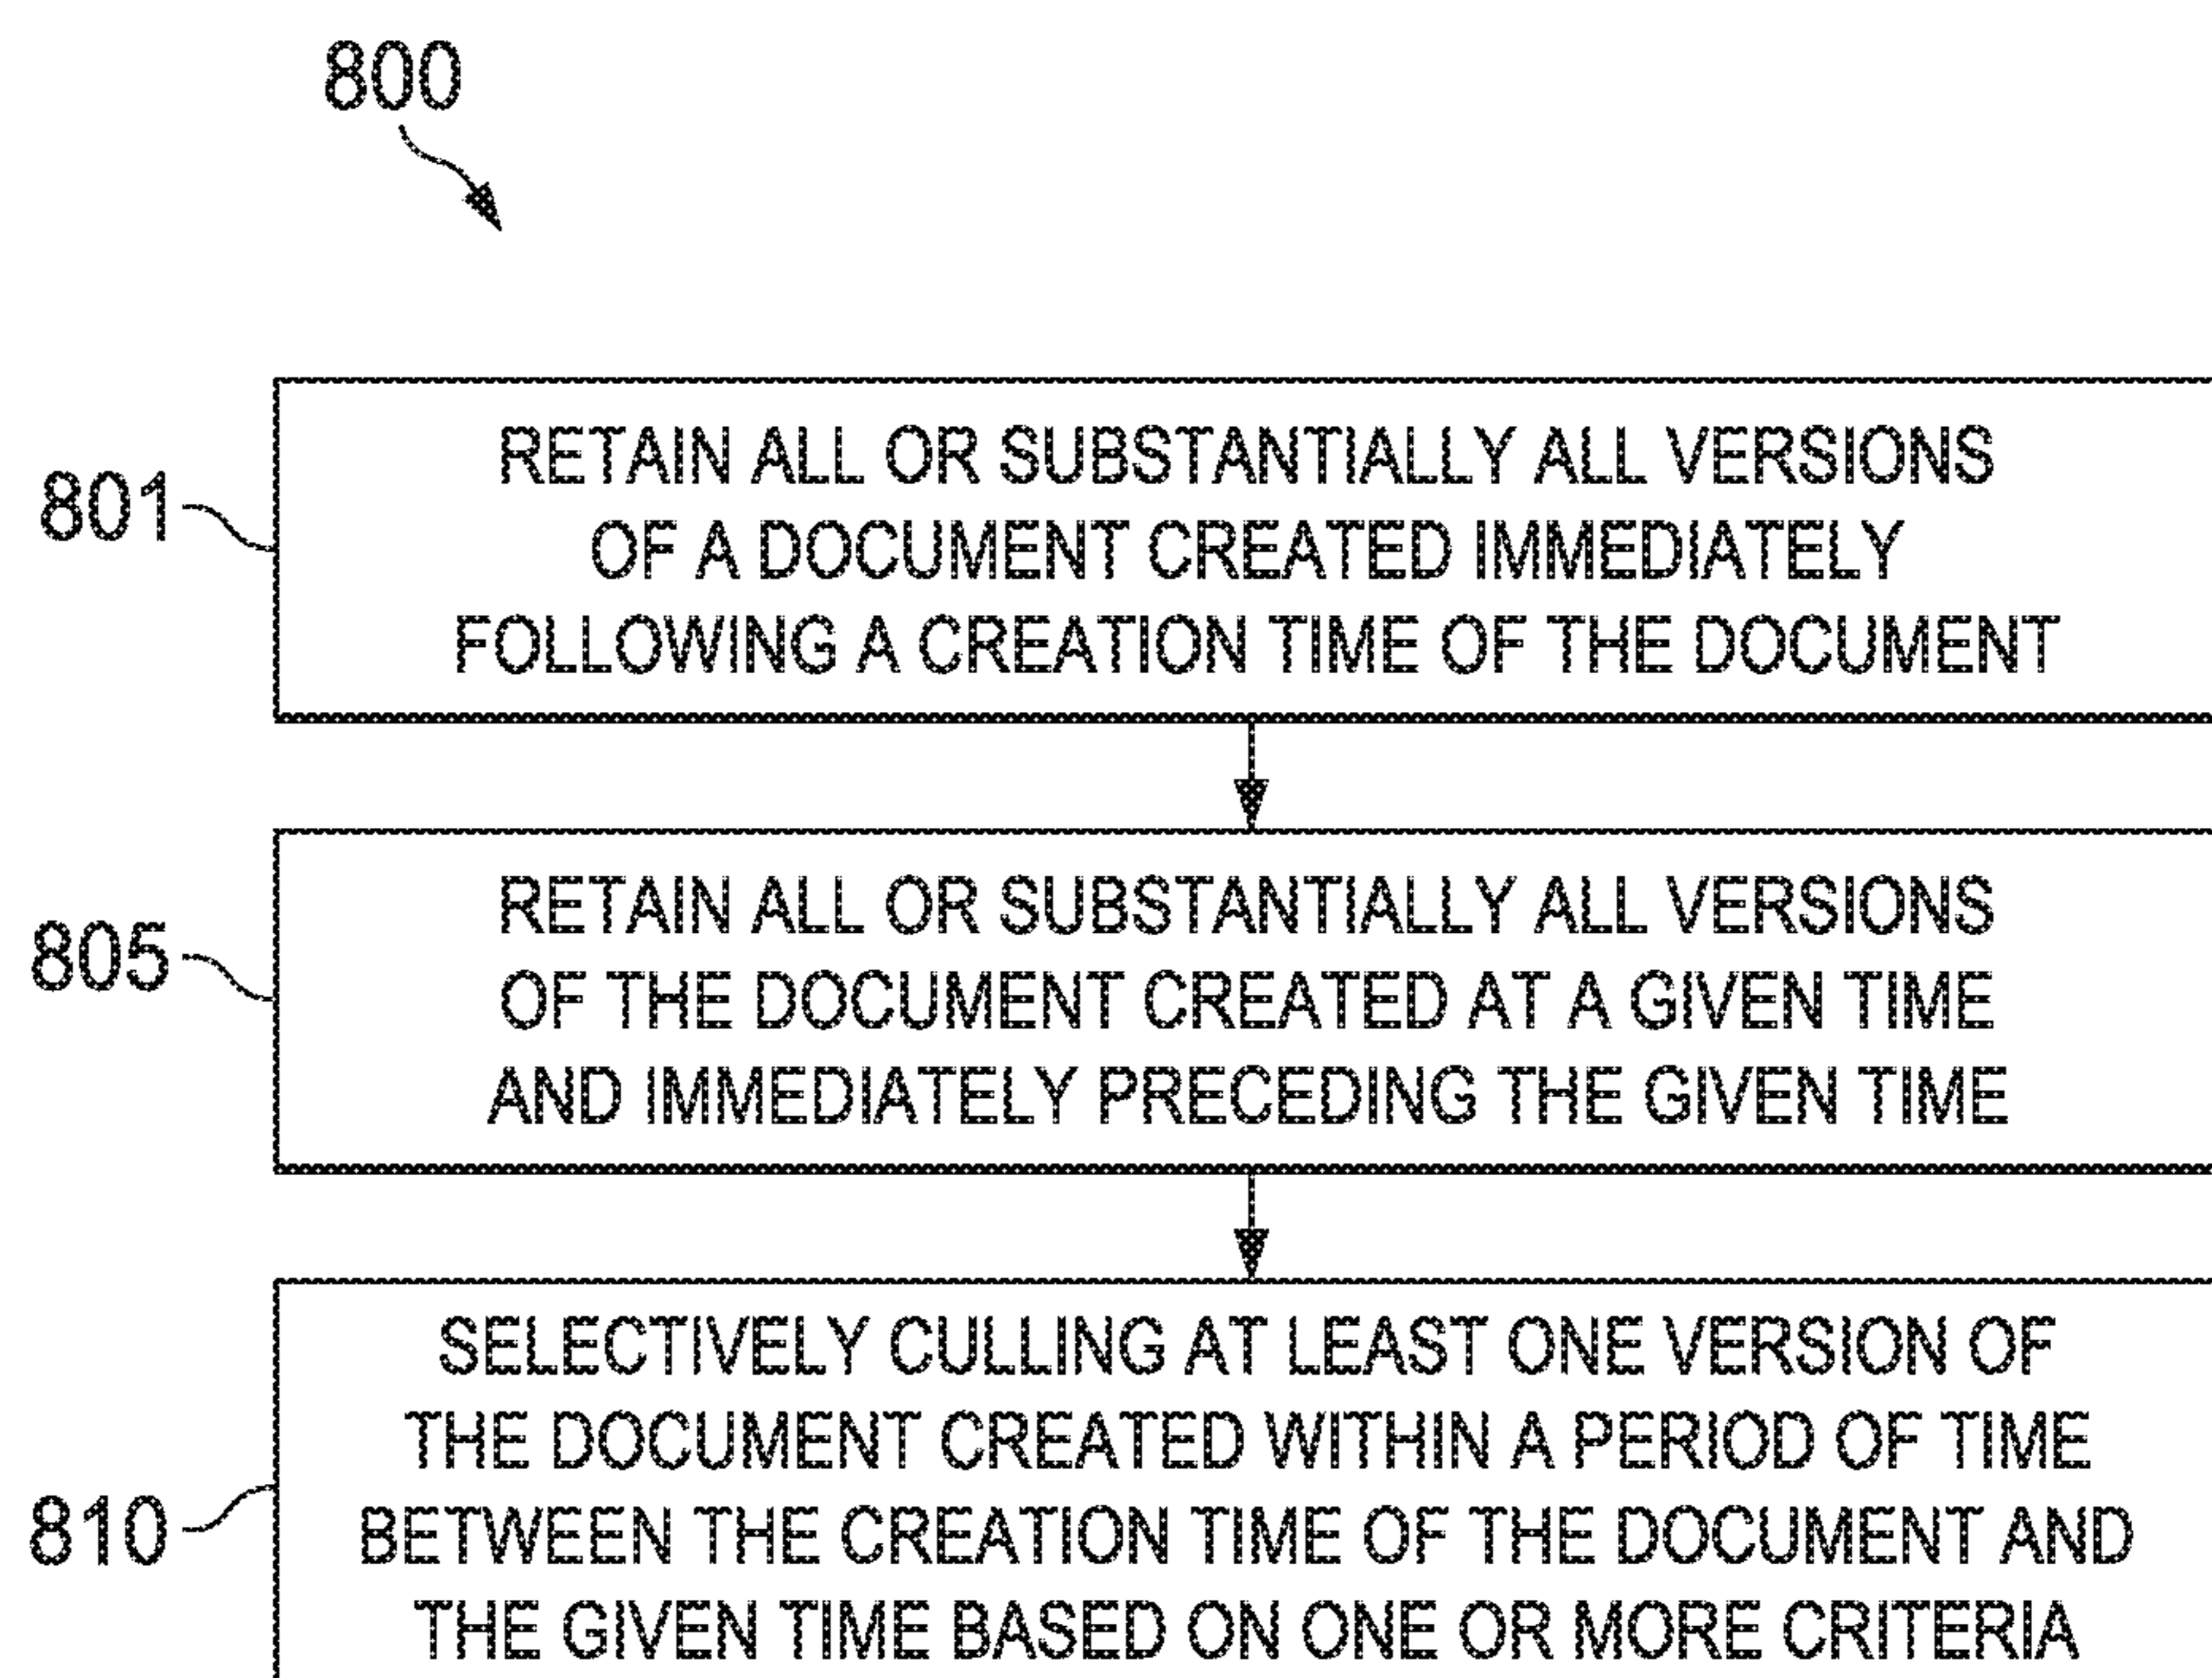 800
801
RETAIN ALL OR SUBSTANTIALLY ALL VERSIONS
OF A DOCUMENT CREATED IMMEDIATELY
FOLLOWING A CREATION TIME OF THE DOCUMENT
805
RETAIN ALL OR SUBSTANTIALLY ALL VERSIONS
OF THE DOCUMENT CREATED AT A GIVEN TIME
AND IMMEDIATELY PRECEDING THE GIVEN TIME
810
SELECTIVELY CULLING AT LEAST ONE VERSION OF
THE DOCUMENT CREATED WITHIN A PERIOD OF TIME
BETWEEN THE CREATION TIME OF THE DOCUMENT AND
THE GIVEN TIME BASED ON ONE OR MORE CRITERIA